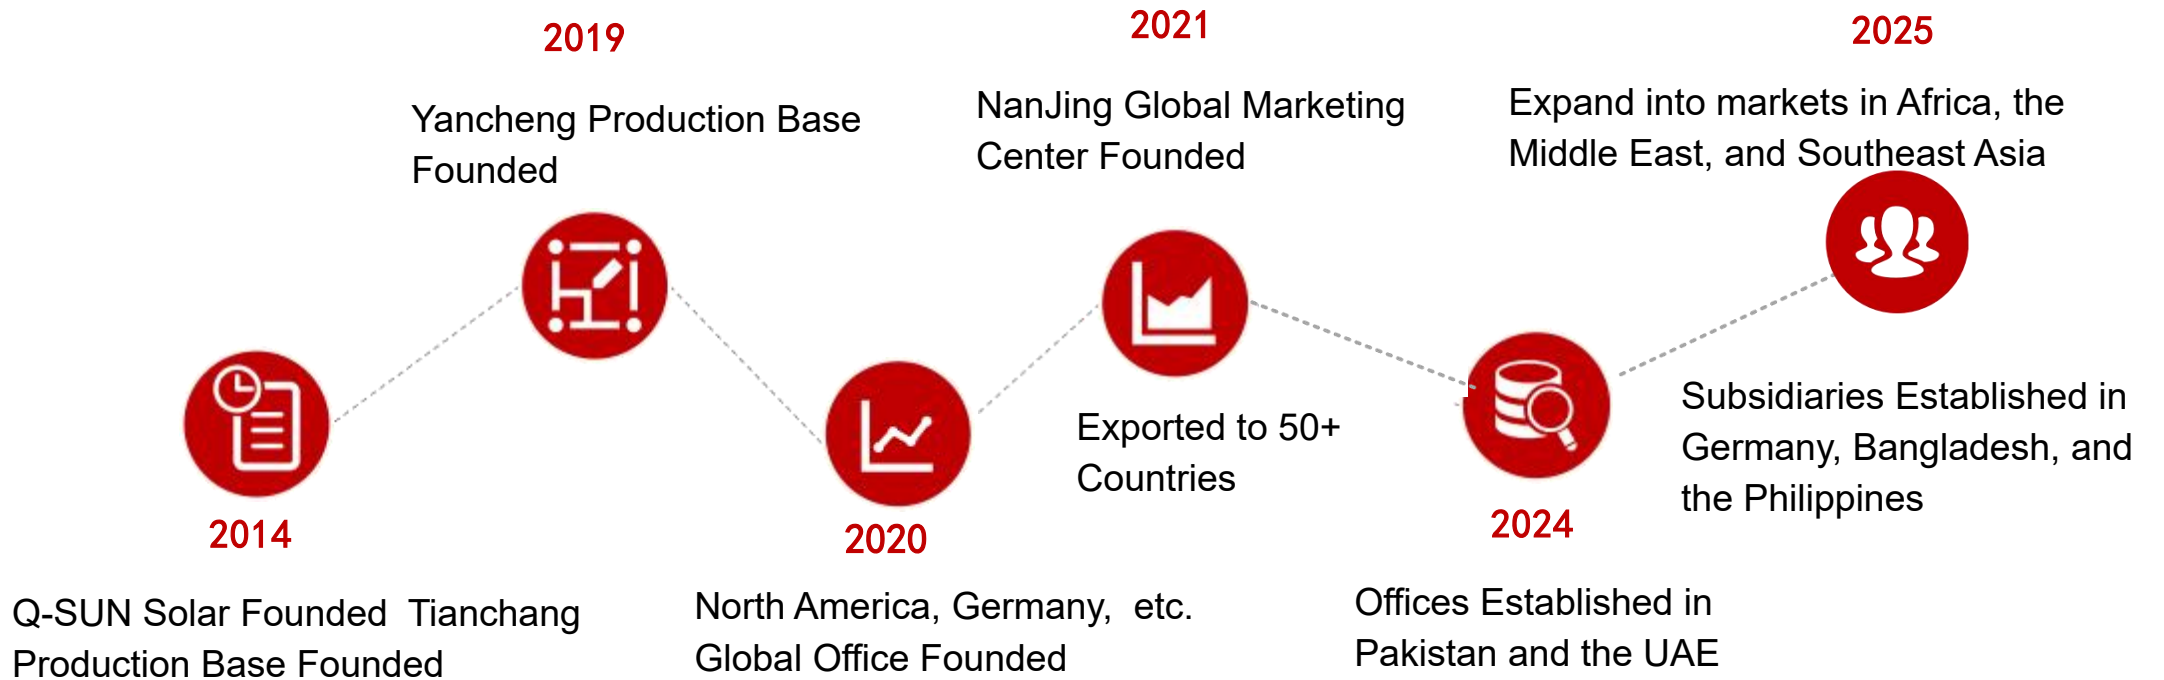 2014
Q-SUN Solar Founded  Tianchang
Production Base Founded
2019
Yancheng Production Base
Founded
2020
North America, Germany,  etc.
Global Office Founded
2021
NanJing Global Marketing
Center Founded
Exported to 50+
Countries
2024
Offices Established in
Pakistan and the UAE
2025
Expand into markets in Africa, the
Middle East, and Southeast Asia
Subsidiaries Established in
Germany, Bangladesh, and
the Philippines